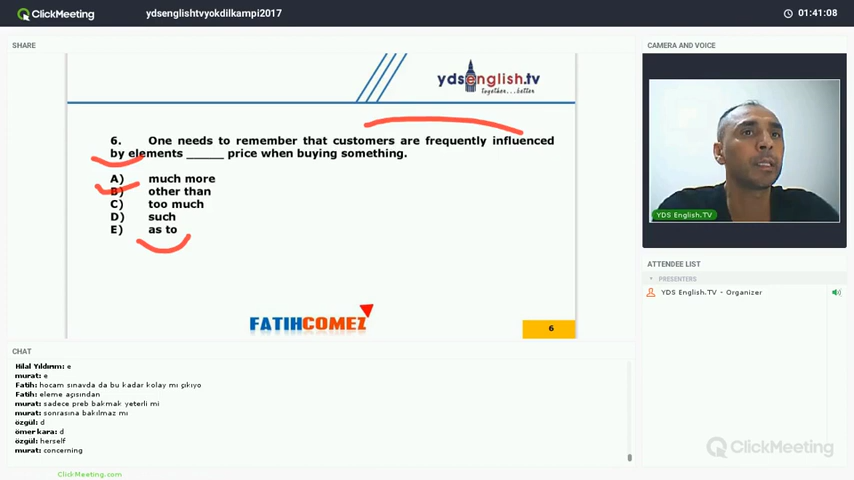 ClickMeeting
ydsenglishtvyokdilkampi2017
01:41:08
SHARE
CAMERA AND VOICE
ydsenglish.tv
together...better
6. One needs to remember that customers are frequently influenced
by elements ______ price when buying something.
A) much more
B) other than
C) too much
D) such
E) as to
FATIHCOMEZ
6
YDS English.TV
ATTENDEE LIST
PRESENTERS
YDS English.TV - Organizer
CHAT
Hilal Yıldırım: e
murat: e
Fatih: hocam sınavda da bu kadar kolay mı çıkıyo
Fatih: eleme açısından
murat: sadece preb bakmak yeterli mi
murat: sonrasına bakılmaz mı
özgül: d
ömer kara: d
özgül: herself
murat: concerning
ClickMeeting
ClickMeeting.com